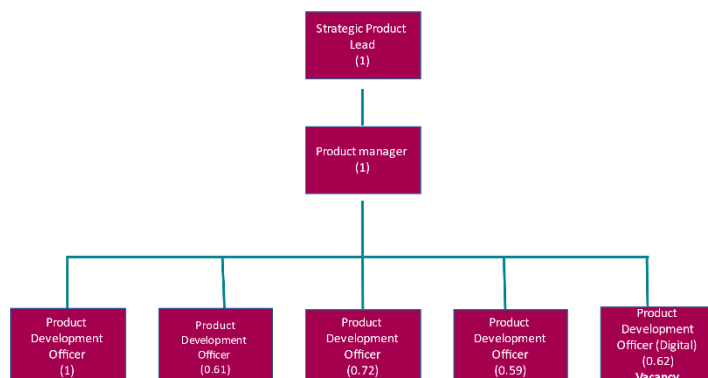 Strategic Product
Lead
(1)
Product manager
(1)
Product
Development
Officer
(1)
Product
Development
Officer
(0.61)
Product
Development
Officer
(0.72)
Product
Development
Officer
(0.59)
Product
Development
Officer (Digital)
(0.62)
Vacancy